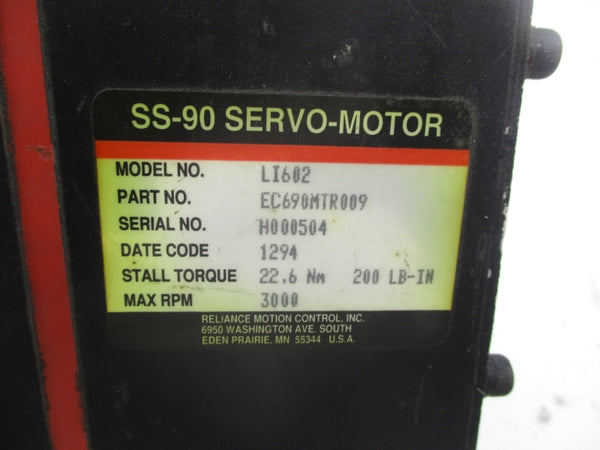 SS-90 SERVO-MOTOR
MODEL NO. LI602
PART NO. EC690MTR009
SERIAL NO. H000504
DATE CODE 1294
STALL TORQUE 22.6 Nm 200 LB-IN
MAX RPM 3000
RELIANCE MOTION CONTROL, INC.
6950 WASHINGTON AVE. SOUTH
EDEN PRAIRIE, MN 55344 U.S.A.